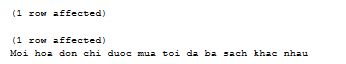 (1 row affected)
(1 row affected)
Moi hoa don chi duoc mua toi da ba sach khac nhau